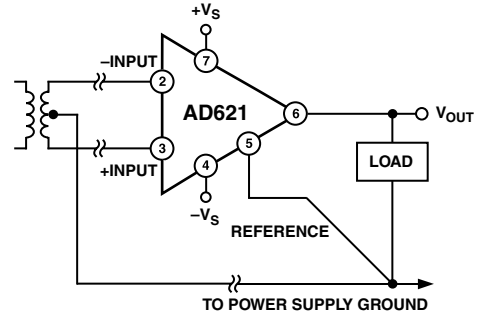 +VS
–INPUT
7
2
AD621
6
VOUT
3
5
LOAD
+INPUT
4
–VS
REFERENCE
TO POWER SUPPLY GROUND